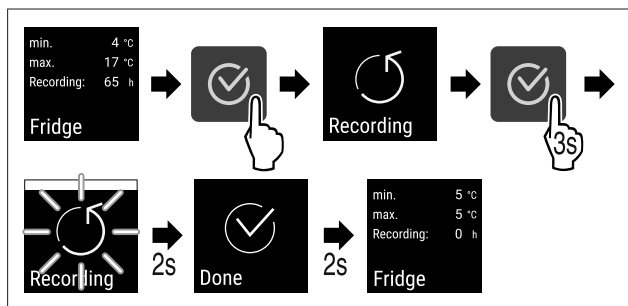 min. 4 °C
max. 17 °C
Recording: 65 h
Fridge
Recording
3s
Recording
2s
Done
2s
min. 5 °C
max. 5 °C
Recording: 0 h
Fridge